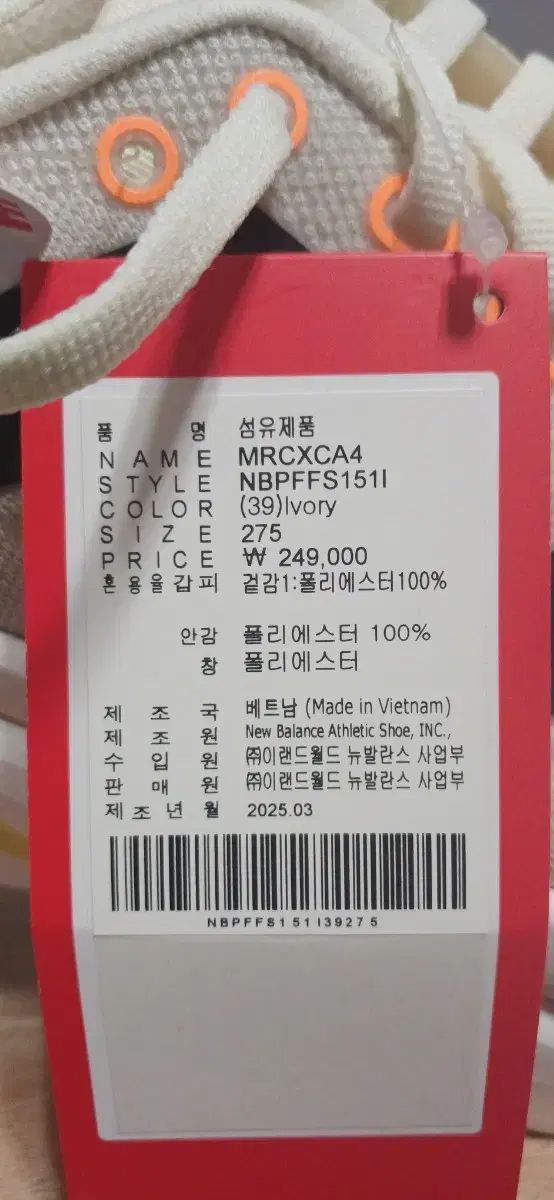 품 명 섬유제품
NAME MRCXCA4
STYLE NBPFFS151I
COLOR (39)Ivory
SIZE 275
PRICE ₩ 249,000
혼용율갑피 겉감1:폴리에스터100%
안감 폴리에스터 100%
창 폴리에스터
제조국 베트남 (Made in Vietnam)
제조원 New Balance Athletic Shoe, INC.,
수입원 ㈜이랜드월드 뉴발란스 사업부
판매원 ㈜이랜드월드 뉴발란스 사업부
제조년월 2025.03
NBPFFS151I39275